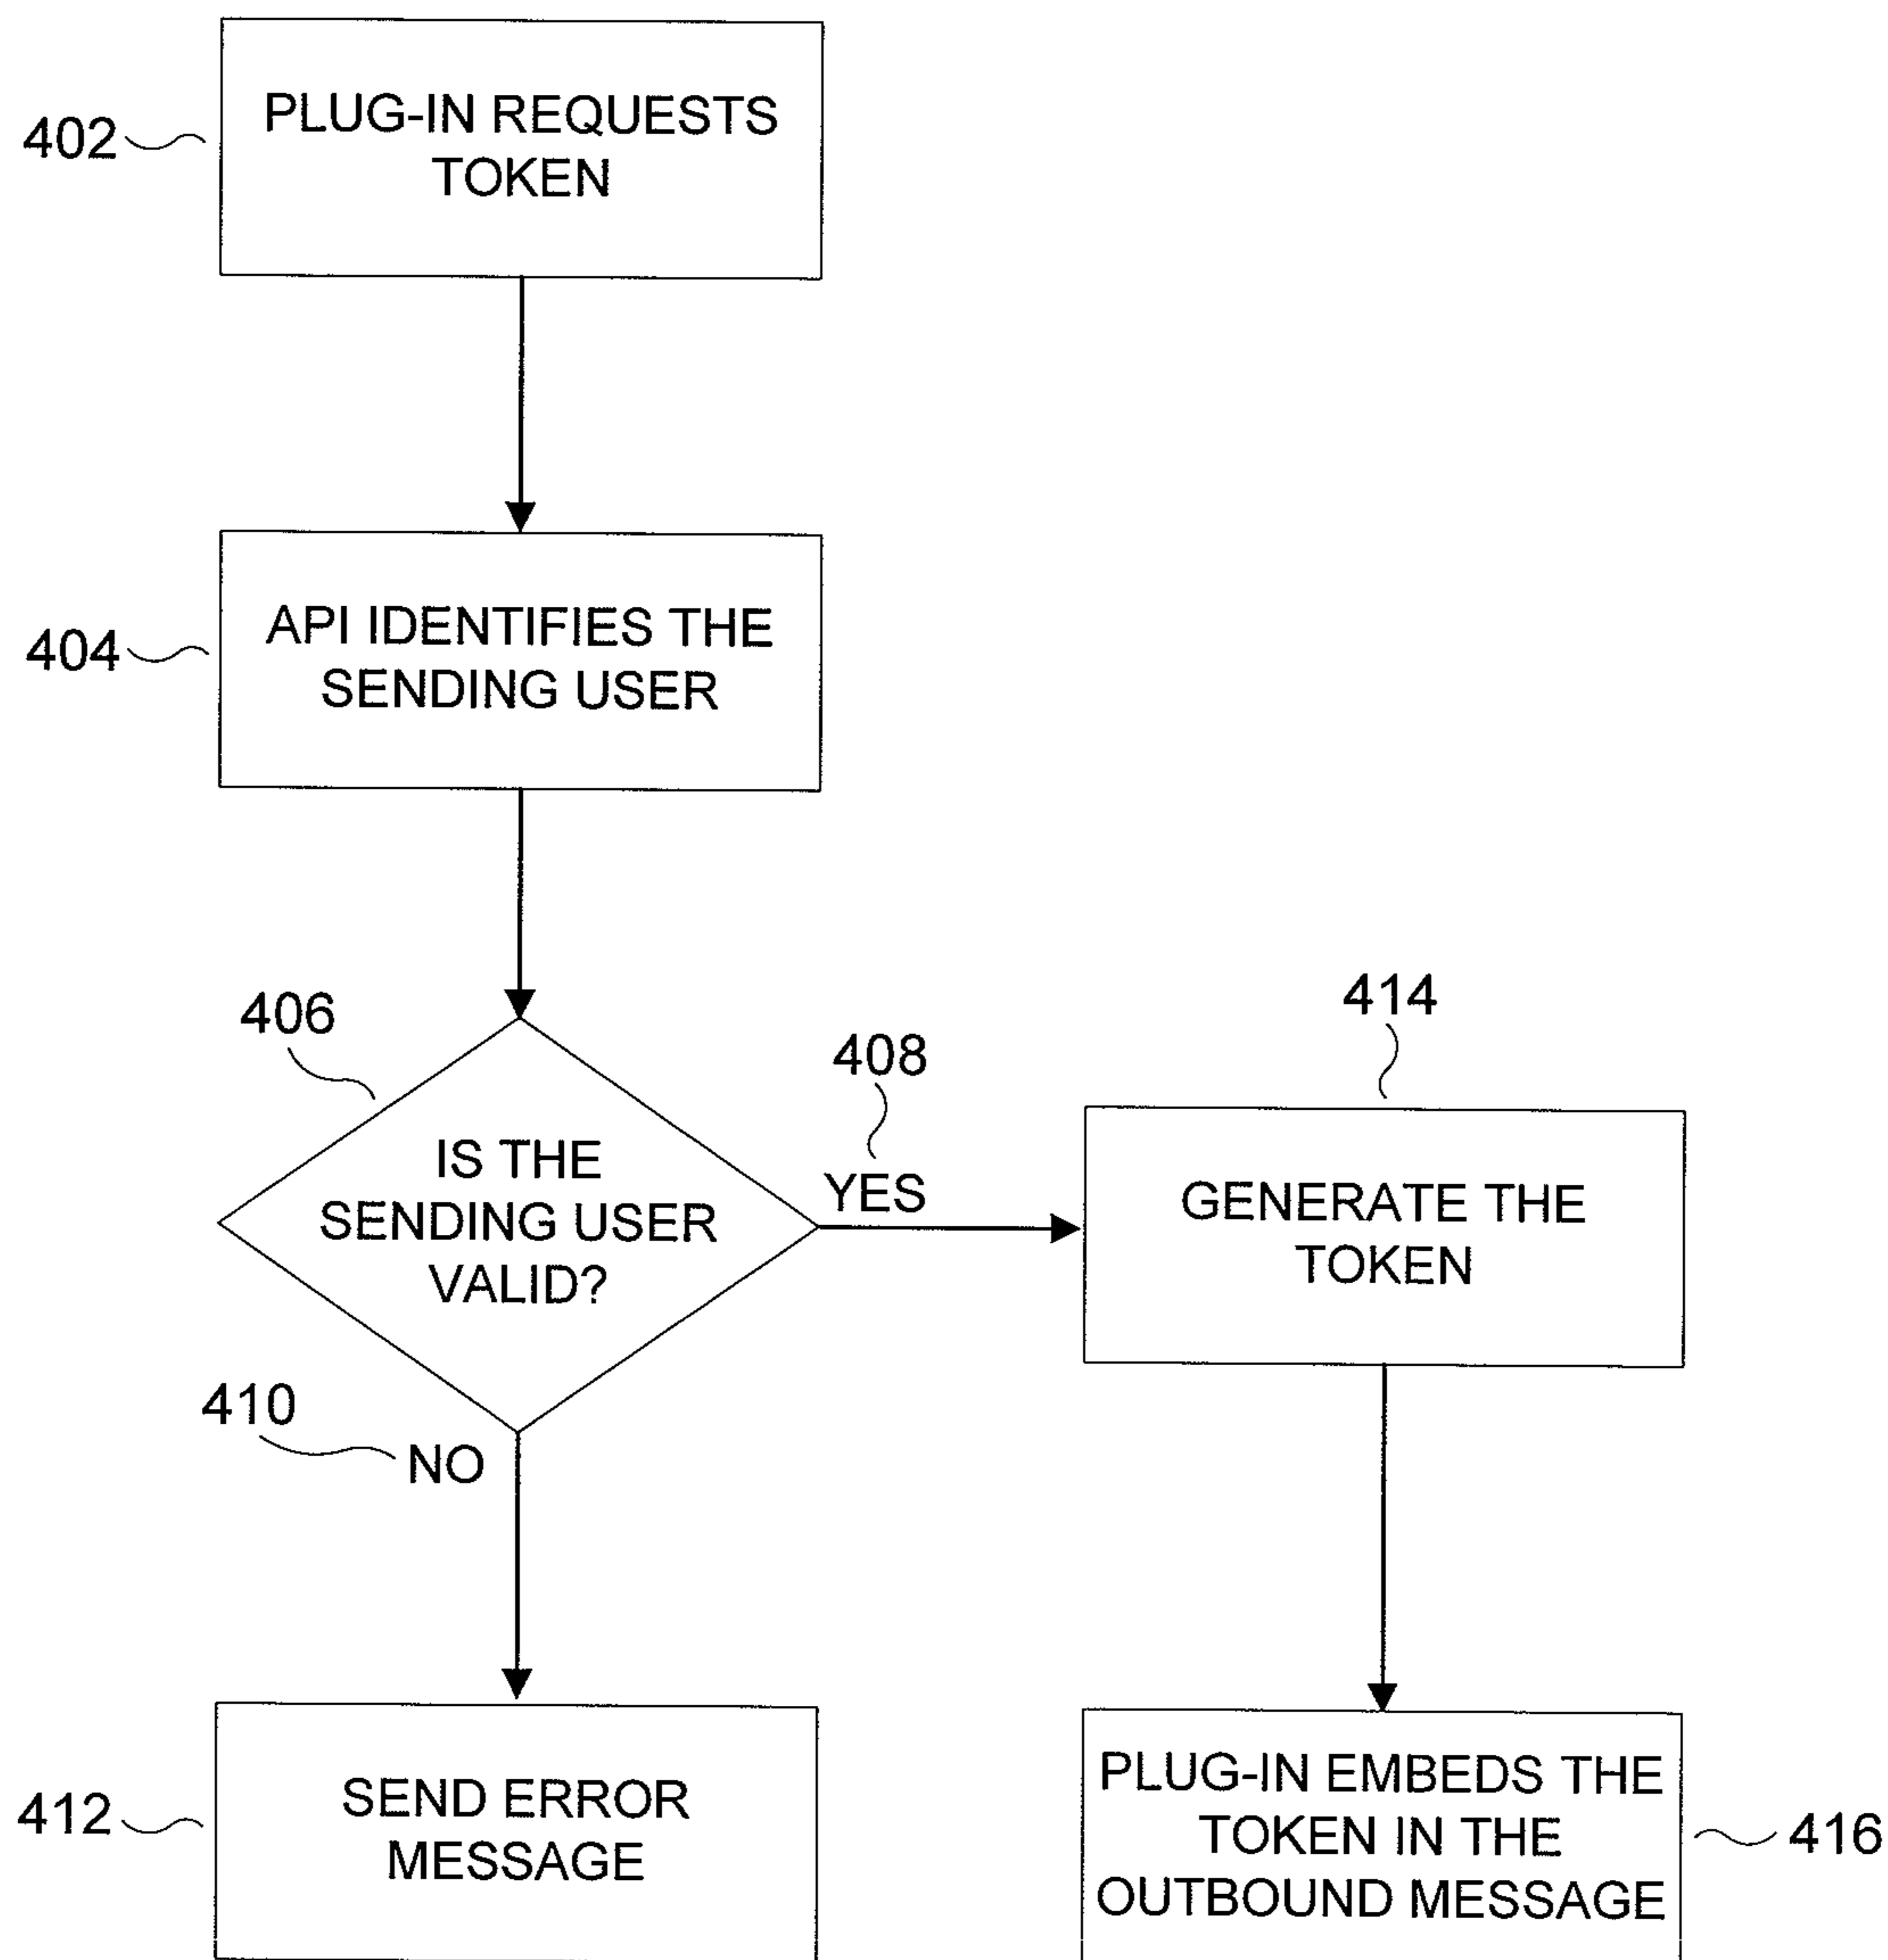 402
PLUG-IN REQUESTS
TOKEN
404
API IDENTIFIES THE
SENDING USER
406
IS THE
SENDING USER
VALID?
408
YES
414
GENERATE THE
TOKEN
410
NO
412
SEND ERROR
MESSAGE
PLUG-IN EMBEDS THE
TOKEN IN THE
OUTBOUND MESSAGE
416